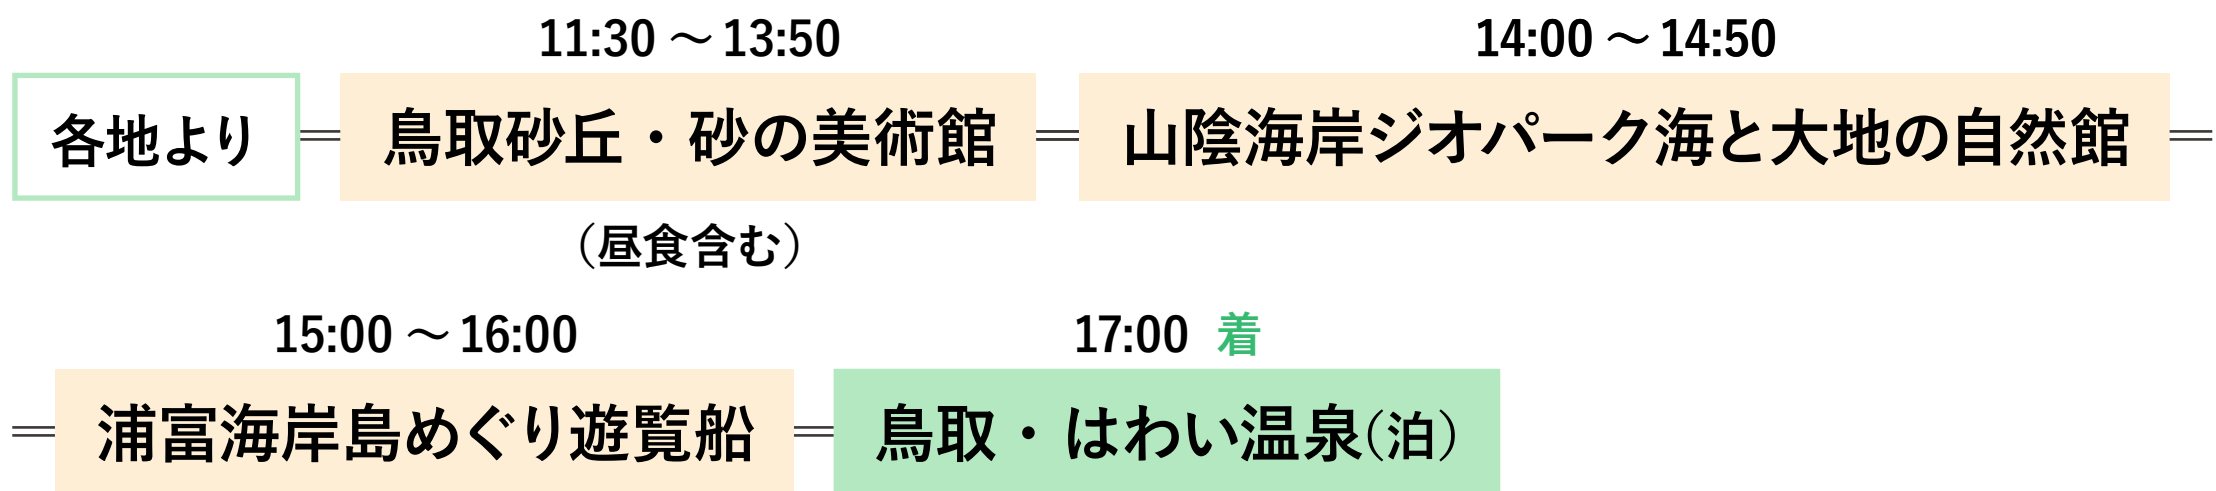 11:30 ～ 13:50
14:00 ～ 14:50
各地より
鳥取砂丘・砂の美術館
山陰海岸ジオパーク海と大地の自然館
（昼食含む）
15:00 ～ 16:00
17:00 着
浦富海岸島めぐり遊覧船
鳥取・はわい温泉（泊）